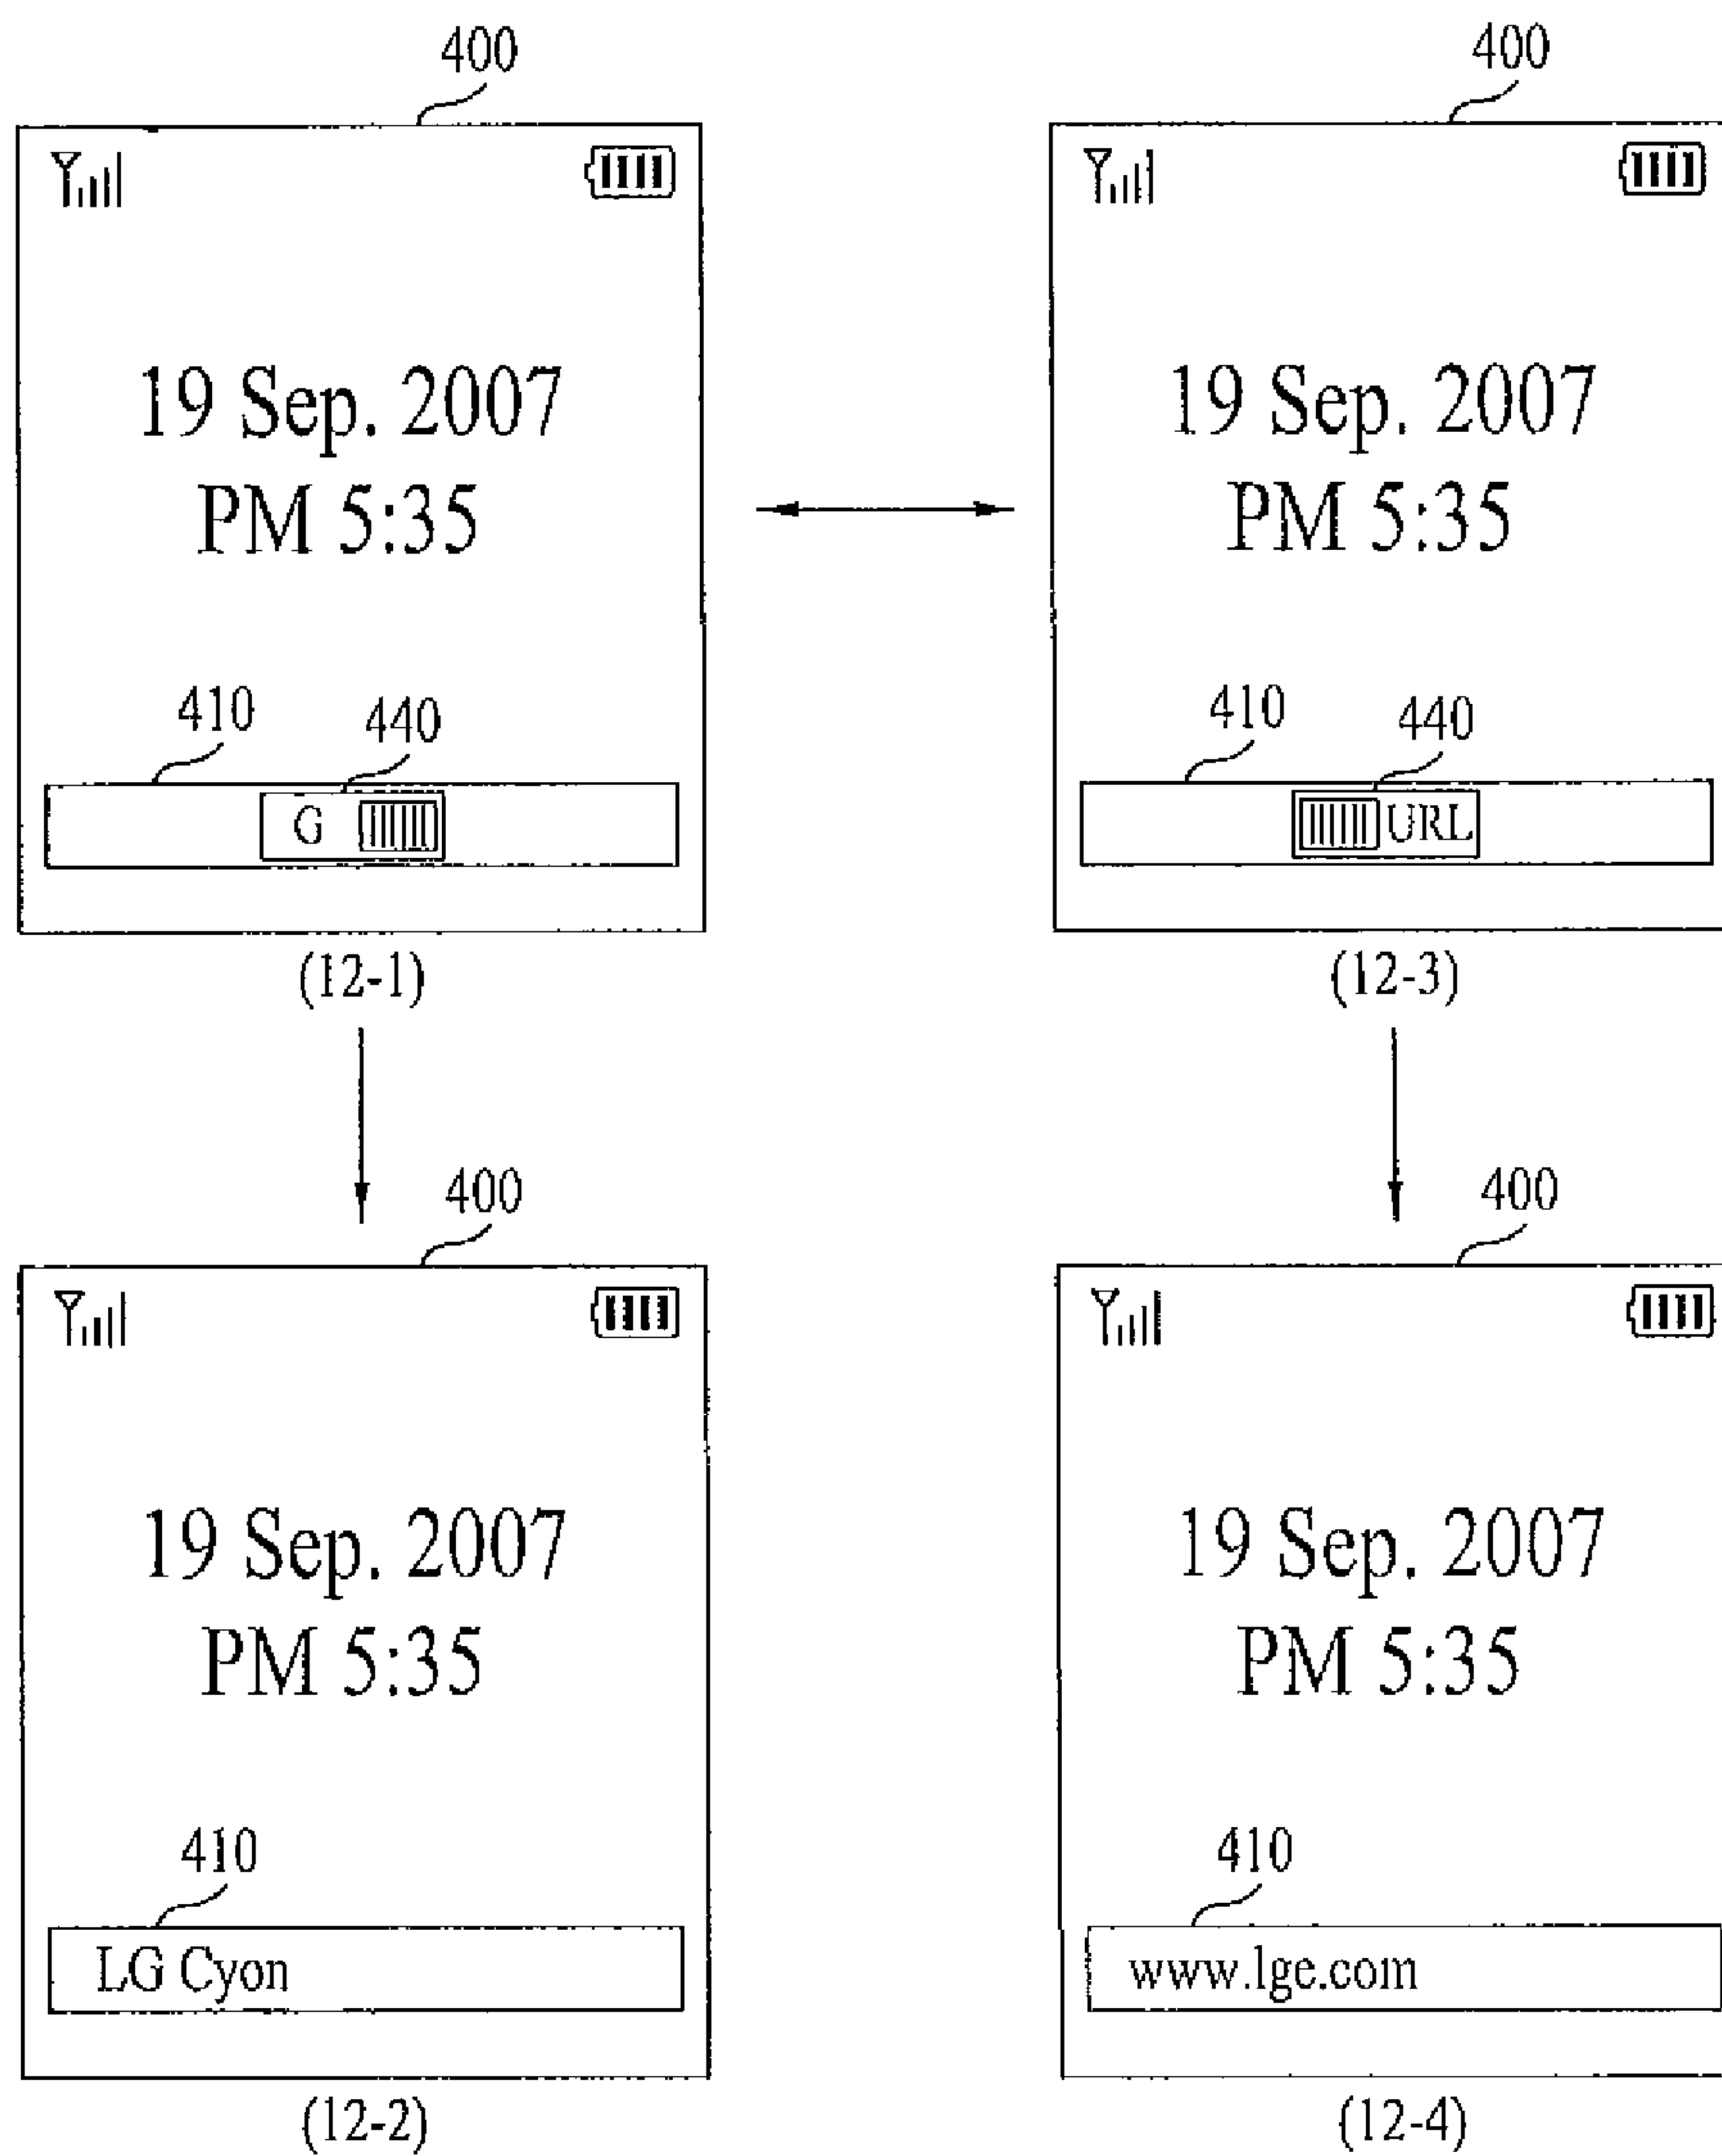 400
19 Sep. 2007
PM 5:35
410
440
G
(12-1)
400
19 Sep. 2007
PM 5:35
410
440
URL
(12-3)
400
19 Sep. 2007
PM 5:35
410
LG Cyon
(12-2)
400
19 Sep. 2007
PM 5:35
410
www.lge.com
(12-4)